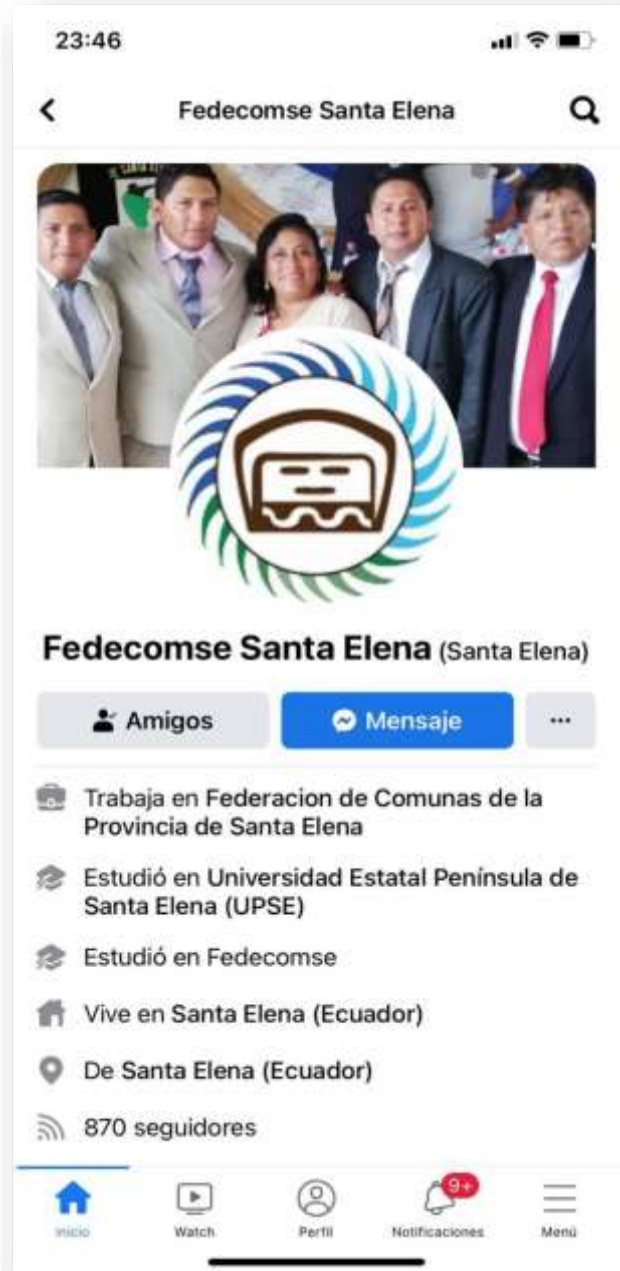 23:46
Fedecomse Santa Elena
Fedecomse Santa Elena (Santa Elena)
Amigos
Mensaje
Trabaja en Federacion de Comunas de la
Provincia de Santa Elena
Estudió en Universidad Estatal Península de
Santa Elena (UPSE)
Estudió en Fedecomse
Vive en Santa Elena (Ecuador)
De Santa Elena (Ecuador)
870 seguidores
9+
Inicio Watch Perfil Notificaciones Menú